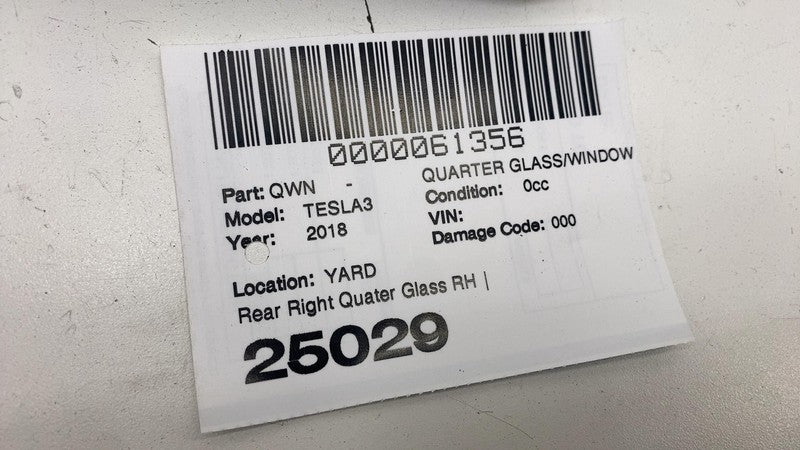 0000061356
Part: QWN - QUARTER GLASS/WINDOW
Model: TESLA3 Condition: 0cc
Year: 2018 VIN:
Damage Code: 000
Location: YARD
Rear Right Quater Glass RH |
25029